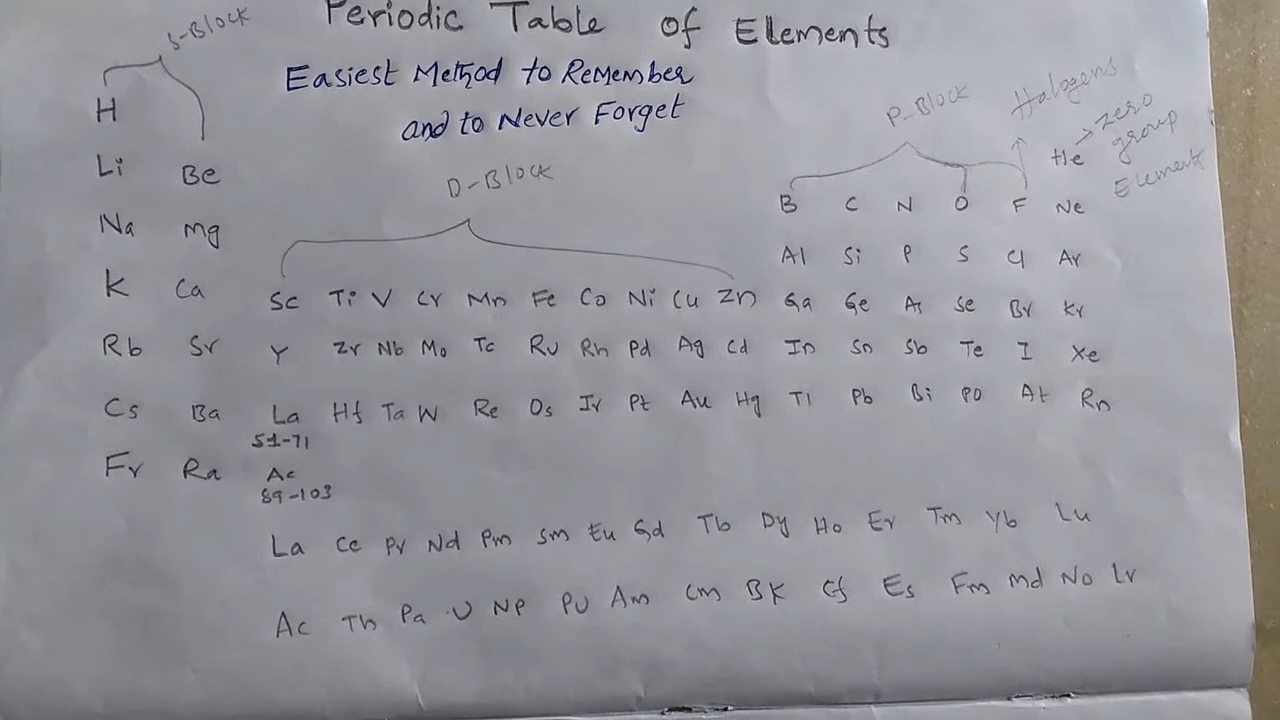 Periodic Table of Elements
S-Block
Easiest Method to Remember
and to Never Forget
D-Block
P-Block
Halogens
zero
group
Element
H He
Li Be B C N O F Ne
Na Mg Al Si P S Cl Ar
K Ca Sc Ti V Cr Mn Fe Co Ni Cu Zn Ga Ge As Se Br Kr
Rb Sr Y Zr Nb Mo Tc Ru Rh Pd Ag Cd In Sn Sb Te I Xe
Cs Ba La Hf Ta W Re Os Ir Pt Au Hg Tl Pb Bi PO At Rn
51-71
Fr Ra Ac
89-103
La Ce Pr Nd Pm Sm Eu Gd Tb Dy Ho Er Tm Yb Lu
Ac Th Pa U NP PU Am Cm BK Cf Es Fm Md No Lr